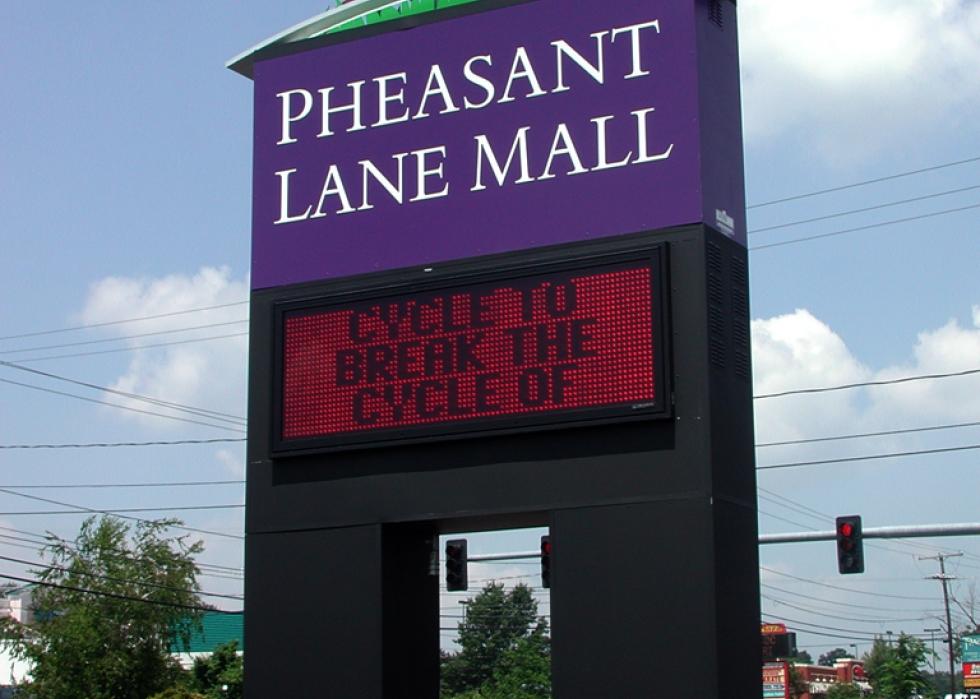 PHEASANT
LANE MALL
CYCLE TO
BREAK THE
CYCLE OF